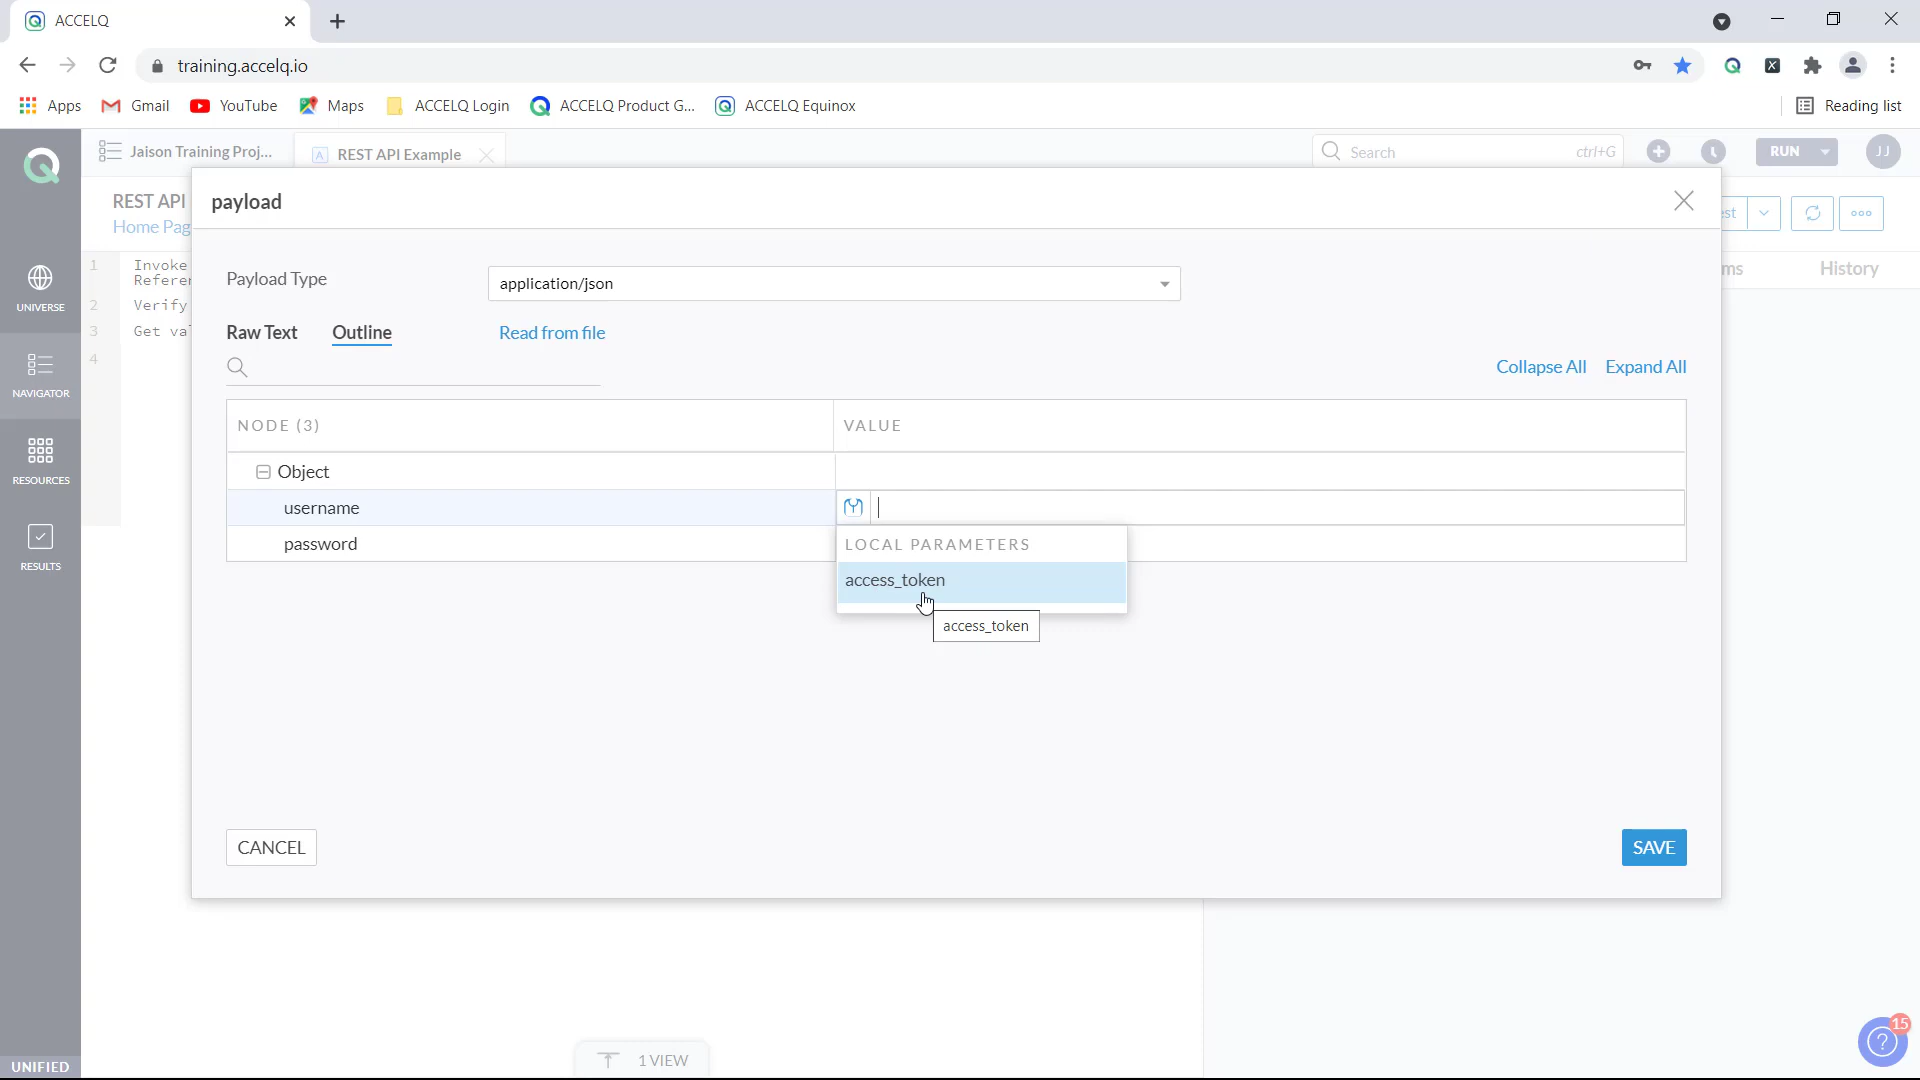 ACCELQ
training.accelq.io
Apps Gmail YouTube Maps ACCELQ Login ACCELQ Product G... ACCELQ Equinox Reading list
Jaison Training Proj... REST API Example Search ctrl+G RUN JJ
REST API
Home Pag
payload
est
1 Invoke
Referer
2 Verify
3 Get va
4
ms History
UNIVERSE
NAVIGATOR
RESOURCES
RESULTS
UNIFIED
Payload Type application/json
Raw Text Outline Read from file
Collapse All Expand All
NODE (3) VALUE
Object
username
password
LOCAL PARAMETERS
access_token
access_token
CANCEL SAVE
1 VIEW
15